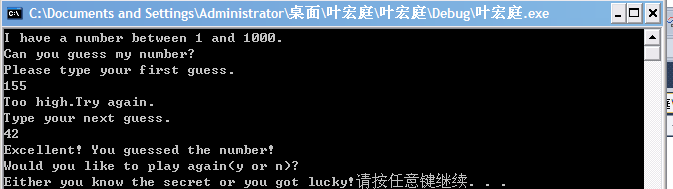 C:\Documents and Settings\Administrator\桌面\叶宏庭\叶宏庭\Debug\叶宏庭.exe
I have a number between 1 and 1000.
Can you guess my number?
Please type your first guess.
155
Too high.Try again.
Type your next guess.
42
Excellent! You guessed the number!
Would you like to play again(y or n)?
Either you know the secret or you got lucky!请按任意键继续. . .